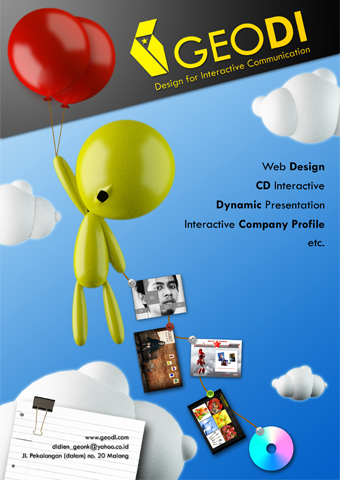 GEODI
Design for Interactive Communication
Web Design
CD Interactive
Dynamic Presentation
Interactive Company Profile
etc.
www.geodi.com
didien_geonk@yahoo.co.id
Jl. Pekalongan (dalam) no. 20 Malang